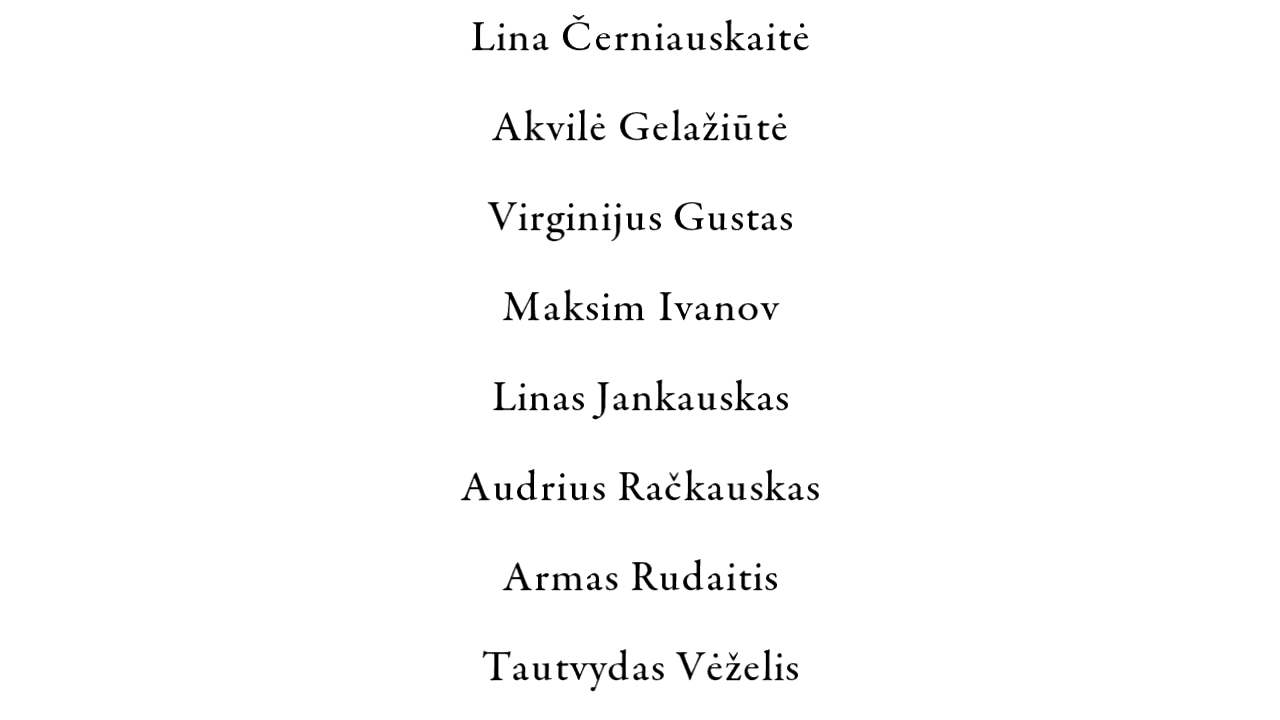 Lina Černiauskaitė
Akvilė Gelažiūtė
Virginijus Gustas
Maksim Ivanov
Linas Jankauskas
Audrius Račkauskas
Armas Rudaitis
Tautvydas Vėželis